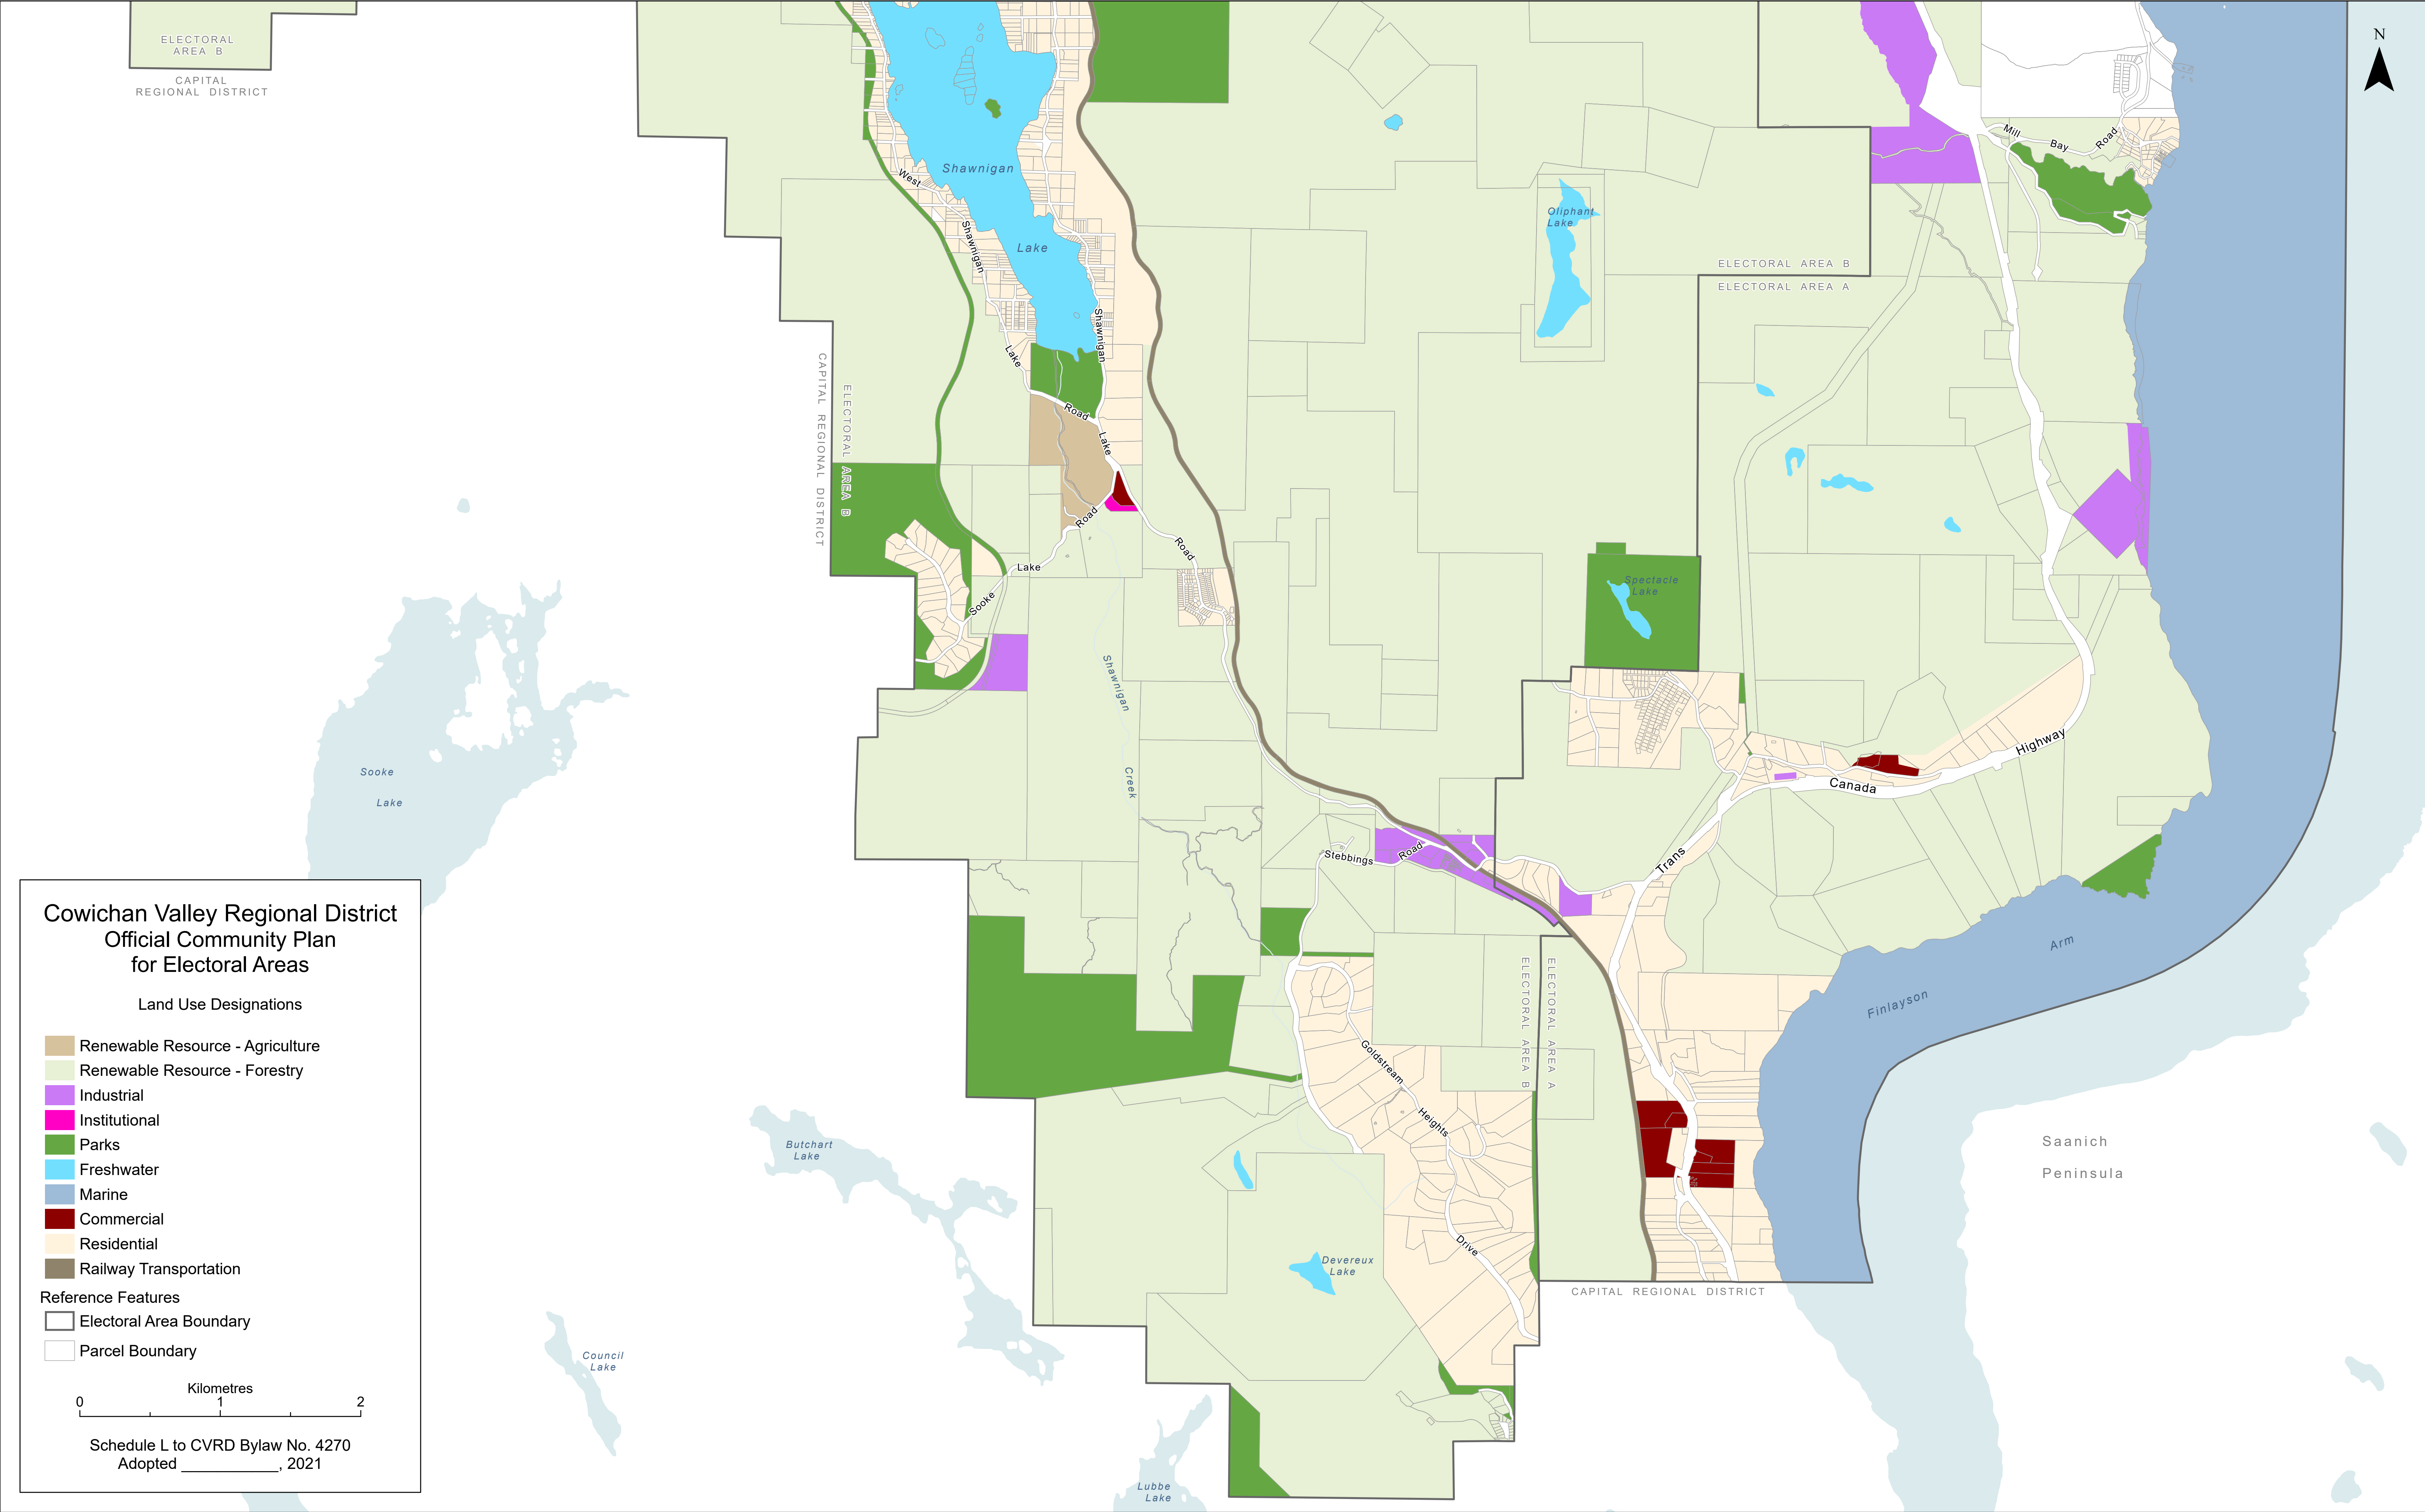 ELECTORAL
AREA B
CAPITAL
REGIONAL DISTRICT
N
Mill
Bay
Road
Shawnigan
Lake
West
Shawnigan
Lake
Road
Shawnigan
Lake
Road
Oliphant
Lake
ELECTORAL AREA B
ELECTORAL AREA A
CAPITAL REGIONAL DISTRICT
ELECTORAL AREA B
Sooke
Lake
Road
Spectacle
Lake
Shawnigan
Creek
Sooke
Lake
Trans
Canada
Highway
Stebbings
Road
Finlayson
Arm
ELECTORAL AREA B
ELECTORAL AREA A
Goldstream
Heights
Drive
Butchart
Lake
Devereux
Lake
Council
Lake
Lubbe
Lake
CAPITAL REGIONAL DISTRICT
Saanich
Peninsula
Cowichan Valley Regional District
Official Community Plan
for Electoral Areas
Land Use Designations
Renewable Resource - Agriculture
Renewable Resource - Forestry
Industrial
Institutional
Parks
Freshwater
Marine
Commercial
Residential
Railway Transportation
Reference Features
Electoral Area Boundary
Parcel Boundary
Kilometres
0 1 2
Schedule L to CVRD Bylaw No. 4270
Adopted ____________, 2021